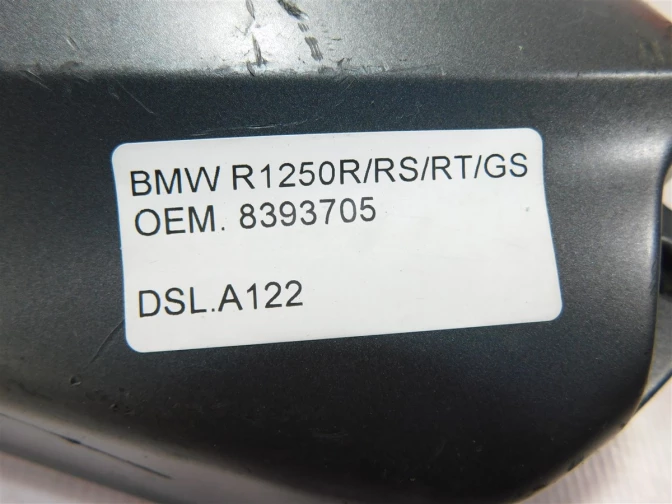 BMW R1250R/RS/RT/GS
OEM. 8393705
DSL.A122